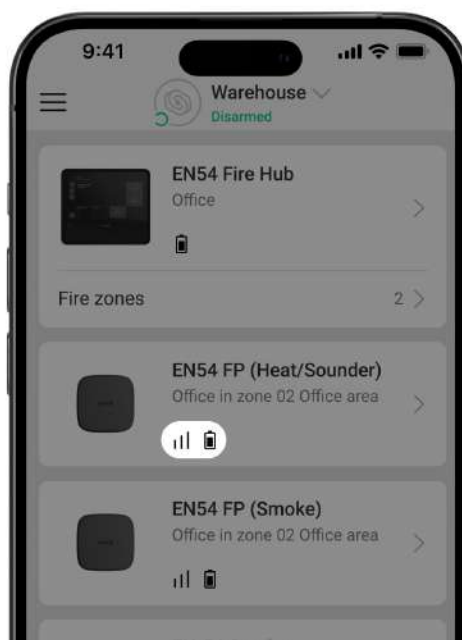 9:41
Warehouse
Disarmed
EN54 Fire Hub
Office
Fire zones 2
EN54 FP (Heat/Sounder)
Office in zone 02 Office area
EN54 FP (Smoke)
Office in zone 02 Office area